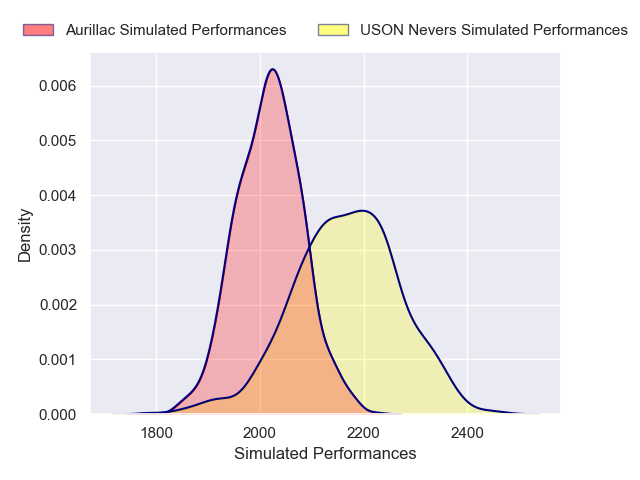 Aurillac Simulated Performances USON Nevers Simulated Performances
0.006
0.005
0.004
0.003
0.002
0.001
0.000
Density
1800 2000 2200 2400
Simulated Performances